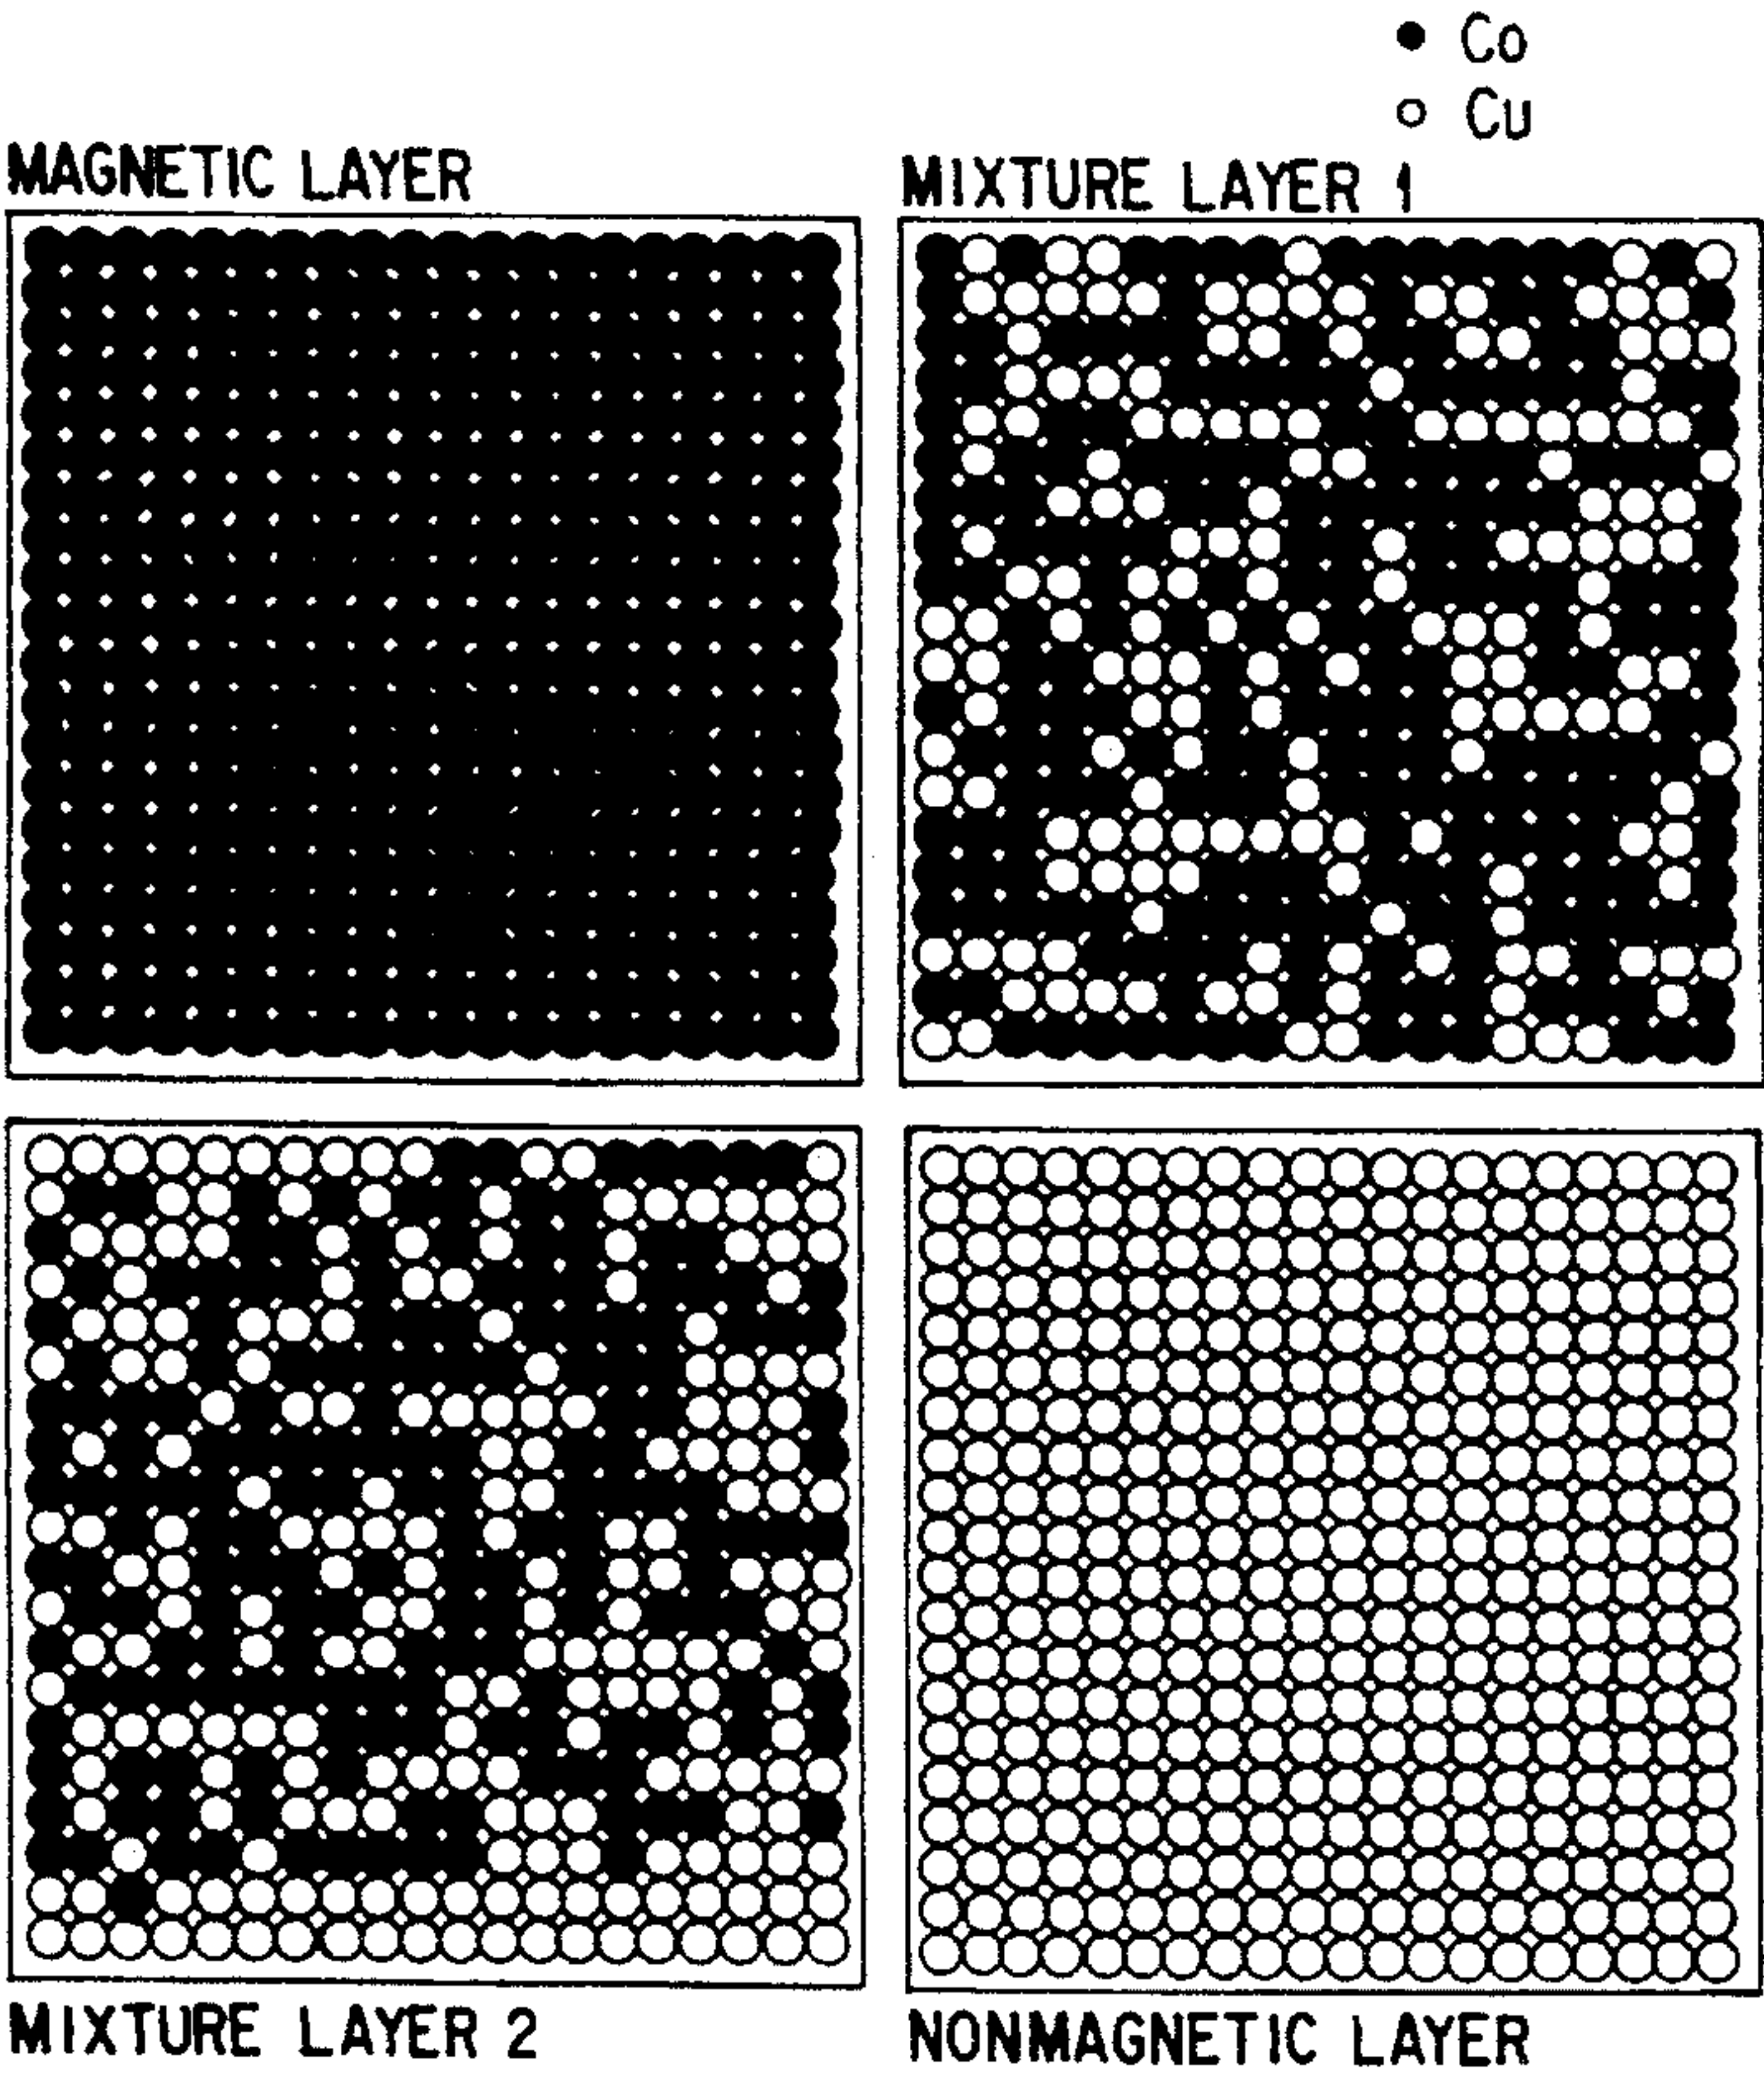 Co
Cu
MAGNETIC LAYER
MIXTURE LAYER 1
MIXTURE LAYER 2
NONMAGNETIC LAYER